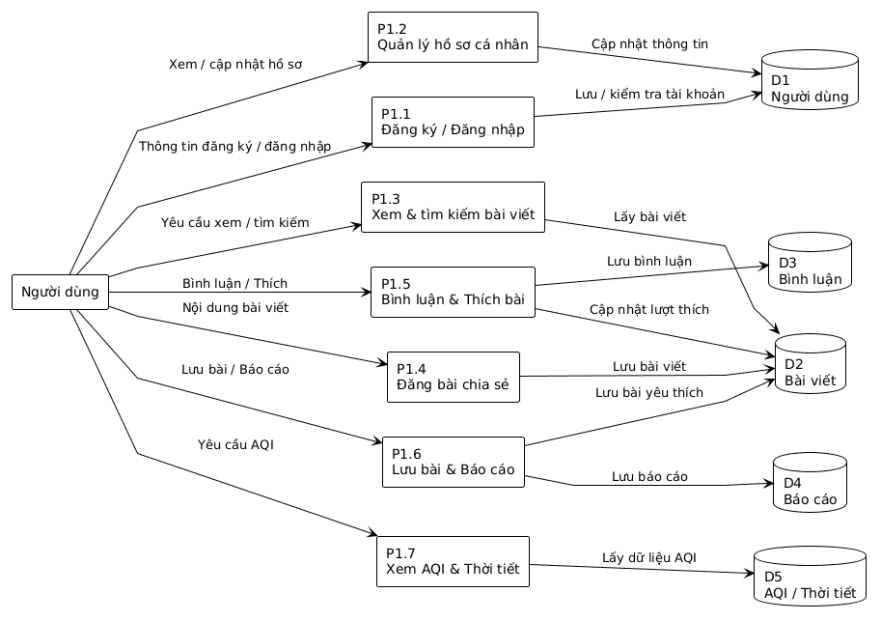 P1.2
Quản lý hồ sơ cá nhân
Cập nhật thông tin
Xem / cập nhật hồ sơ
D1
Người dùng
Lưu / kiểm tra tài khoản
P1.1
Đăng ký / Đăng nhập
Thông tin đăng ký / đăng nhập
P1.3
Xem & tìm kiếm bài viết
Lấy bài viết
Yêu cầu xem / tìm kiếm
D3
Bình luận
Lưu bình luận
Người dùng
Bình luận / Thích
P1.5
Bình luận & Thích bài
Nội dung bài viết
Cập nhật lượt thích
D2
Bài viết
P1.4
Đăng bài chia sẻ
Lưu bài viết
Lưu bài / Báo cáo
Lưu bài yêu thích
P1.6
Lưu bài & Báo cáo
Lưu báo cáo
D4
Báo cáo
Yêu cầu AQI
P1.7
Xem AQI & Thời tiết
Lấy dữ liệu AQI
D5
AQI / Thời tiết